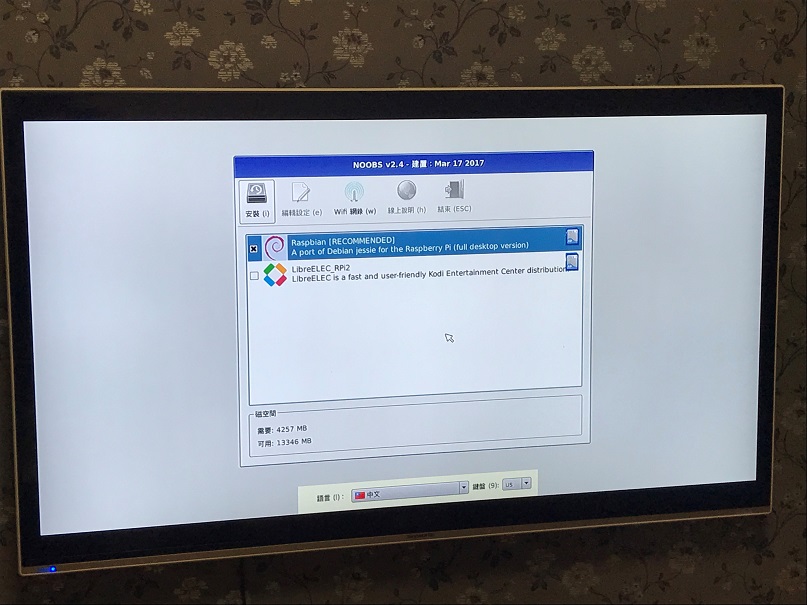 NOOBS v2.4 - 建置：Mar 17 2017
安裝 (i)
編輯設定 (e)
Wifi 網絡 (w)
線上說明 (h)
結束 (ESC)
Raspbian [RECOMMENDED]
A port of Debian jessie for the Raspberry Pi (full desktop version)
LibreELEC_RPi2
LibreELEC is a fast and user-friendly Kodi Entertainment Center distribution
磁空間
需要: 4257 MB
可用: 13346 MB
語言 (l)： 中文 鍵盤 (9): US